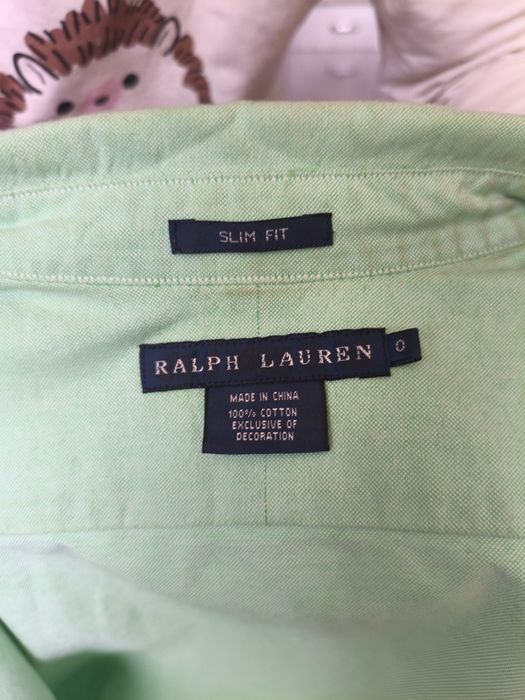 SLIM FIT
RALPH LAUREN 0
MADE IN CHINA
100% COTTON
EXCLUSIVE OF
DECORATION